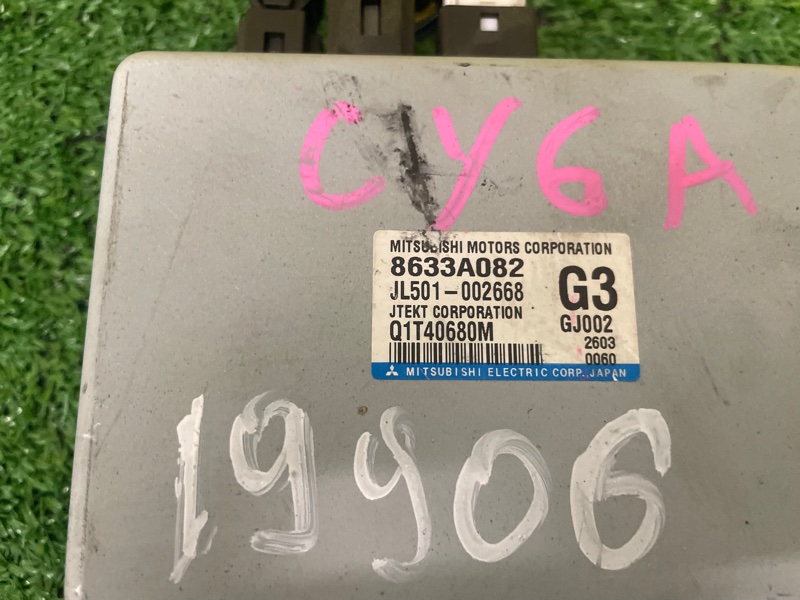 CY6A
MITSUBISHI MOTORS CORPORATION
8633A082
JL501-002668
G3
JTEKT CORPORATION
GJ002
Q1T40680M
2603
0060
MITSUBISHI ELECTRIC CORP., JAPAN
19906